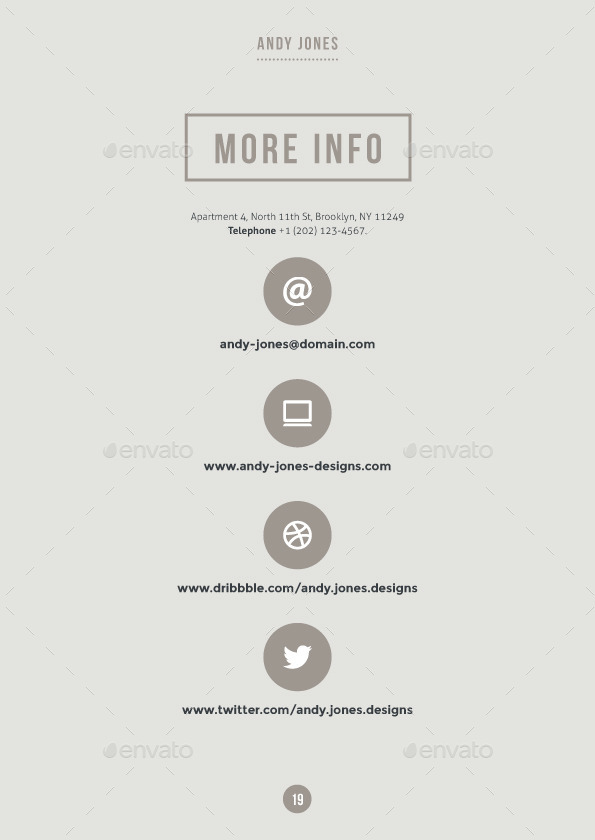 ANDY JONES
MORE INFO
envato envato
Apartment 4, North 11th St, Brooklyn, NY 11249
Telephone +1 (202) 123-4567.
@
andy-jones@domain.com
envato envato
www.andy-jones-designs.com
www.dribbble.com/andy.jones.designs
www.twitter.com/andy.jones.designs
envato envato
19